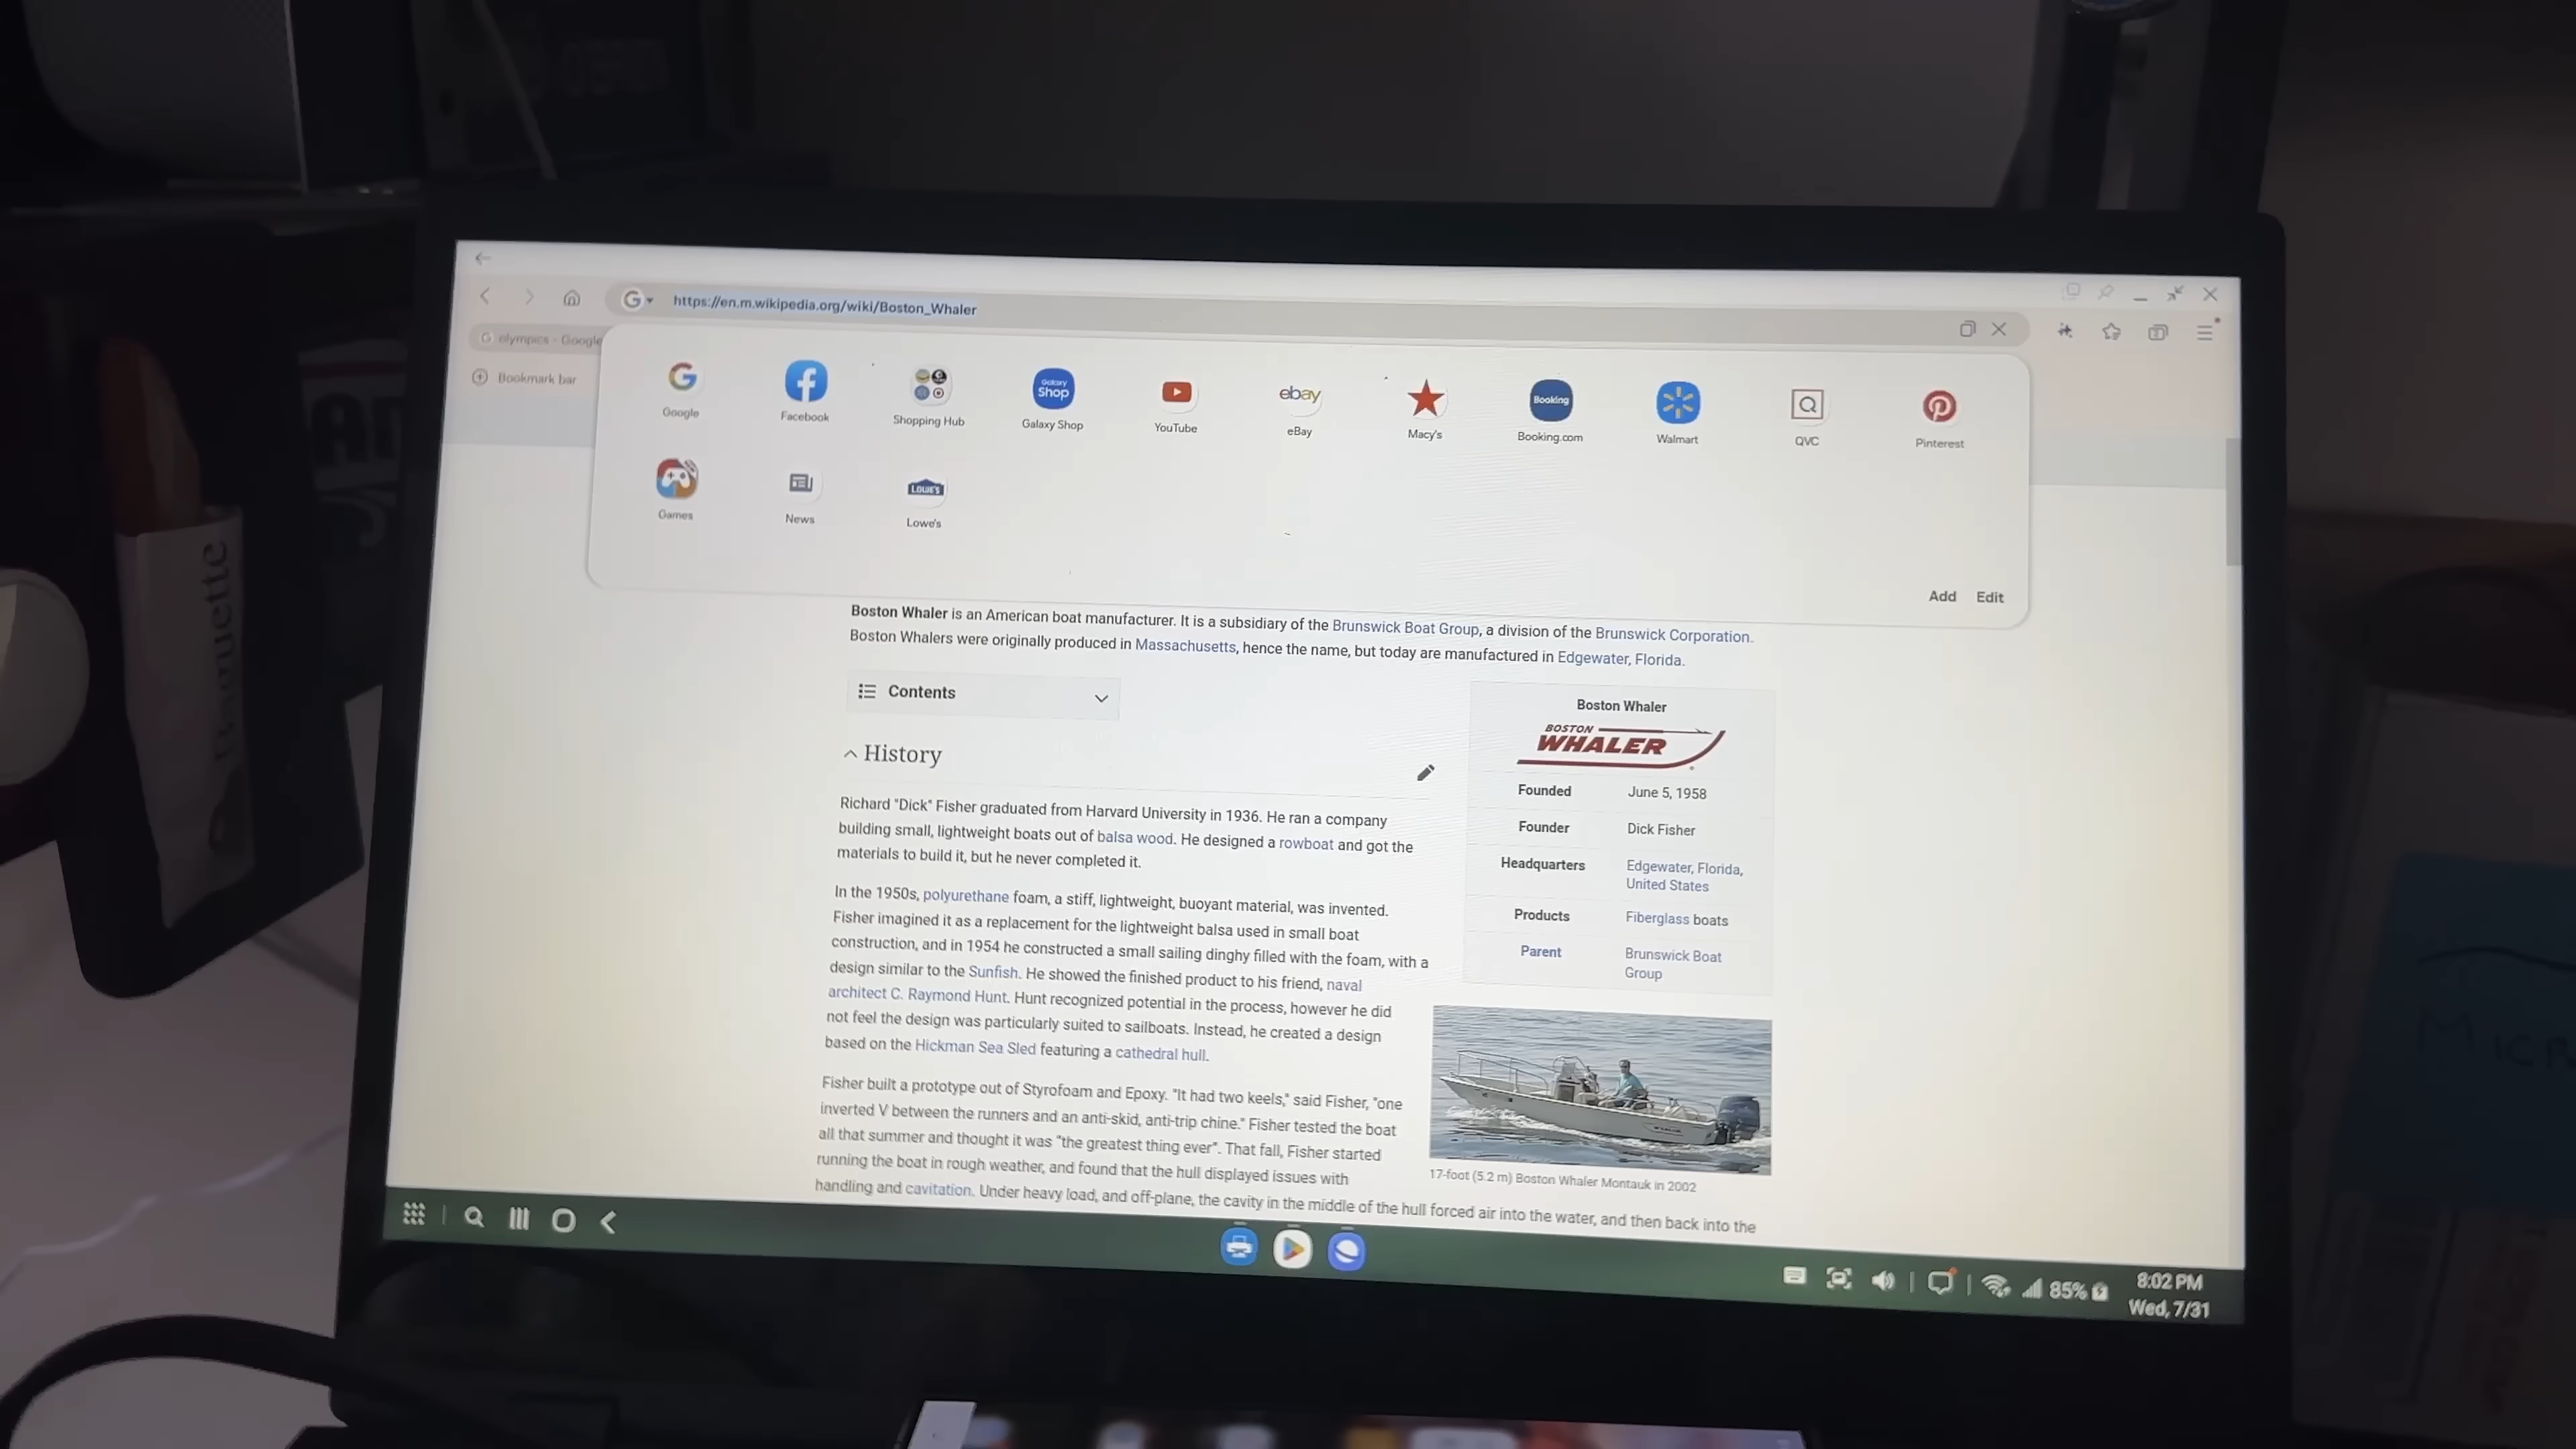 https://en.m.wikipedia.org/wiki/Boston_Whaler
olympics - Google
Bookmark bar
Google
Facebook
Shopping Hub
Galaxy Shop
Galaxy Shop
YouTube
ebay
eBay
Macy's
Booking
Booking.com
Walmart
Q
QVC
Pinterest
Games
News
LOWE'S
Lowe's
Add Edit
Boston Whaler is an American boat manufacturer. It is a subsidiary of the Brunswick Boat Group, a division of the Brunswick Corporation.
Boston Whalers were originally produced in Massachusetts, hence the name, but today are manufactured in Edgewater, Florida.
Contents
History
Richard "Dick" Fisher graduated from Harvard University in 1936. He ran a company
building small, lightweight boats out of balsa wood. He designed a rowboat and got the
materials to build it, but he never completed it.
In the 1950s, polyurethane foam, a stiff, lightweight, buoyant material, was invented.
Fisher imagined it as a replacement for the lightweight balsa used in small boat
construction, and in 1954 he constructed a small sailing dinghy filled with the foam, with a
design similar to the Sunfish. He showed the finished product to his friend, naval
architect C. Raymond Hunt. Hunt recognized potential in the process, however he did
not feel the design was particularly suited to sailboats. Instead, he created a design
based on the Hickman Sea Sled featuring a cathedral hull.
Fisher built a prototype out of Styrofoam and Epoxy. "It had two keels," said Fisher, "one
inverted V between the runners and an anti-skid, anti-trip chine." Fisher tested the boat
all that summer and thought it was "the greatest thing ever". That fall, Fisher started
running the boat in rough weather, and found that the hull displayed issues with
handling and cavitation. Under heavy load, and off-plane, the cavity in the middle of the hull forced air into the water, and then back into the
Boston Whaler
BOSTON
WHALER
Founded June 5, 1958
Founder Dick Fisher
Headquarters Edgewater, Florida,
United States
Products Fiberglass boats
Parent Brunswick Boat
Group
17-foot (5.2 m) Boston Whaler Montauk in 2002
85%
8:02 PM
Wed, 7/31